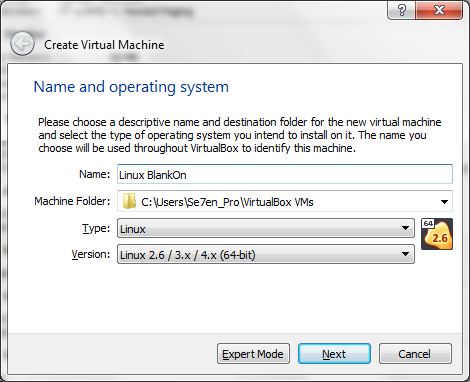 Create Virtual Machine
Name and operating system
Please choose a descriptive name and destination folder for the new virtual machine
and select the type of operating system you intend to install on it. The name you
choose will be used throughout VirtualBox to identify this machine.
Name: Linux BlankOn
Machine Folder: C:\Users\Se7en_Pro\VirtualBox VMs
Type: Linux
64
2.6
Version: Linux 2.6 / 3.x / 4.x (64-bit)
Expert Mode Next Cancel